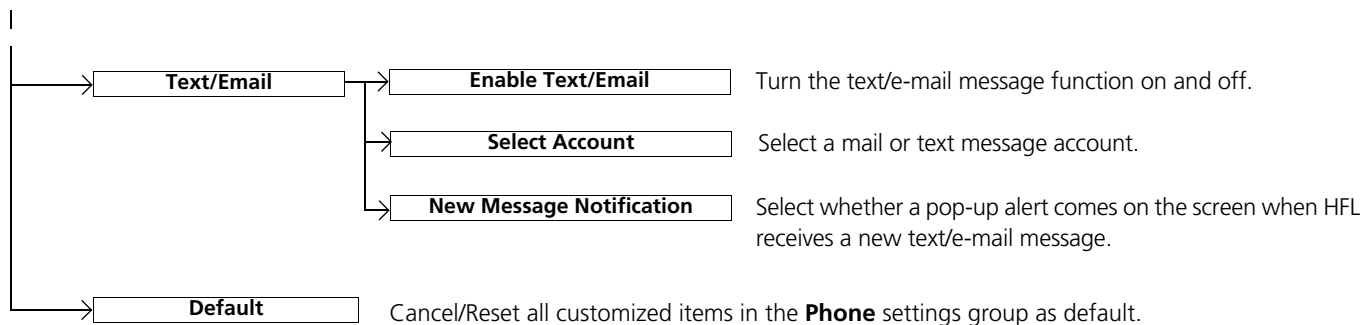 Text/Email
Enable Text/Email
Turn the text/e-mail message function on and off.
Select Account
Select a mail or text message account.
New Message Notification
Select whether a pop-up alert comes on the screen when HFL
receives a new text/e-mail message.
Default
Cancel/Reset all customized items in the Phone settings group as default.